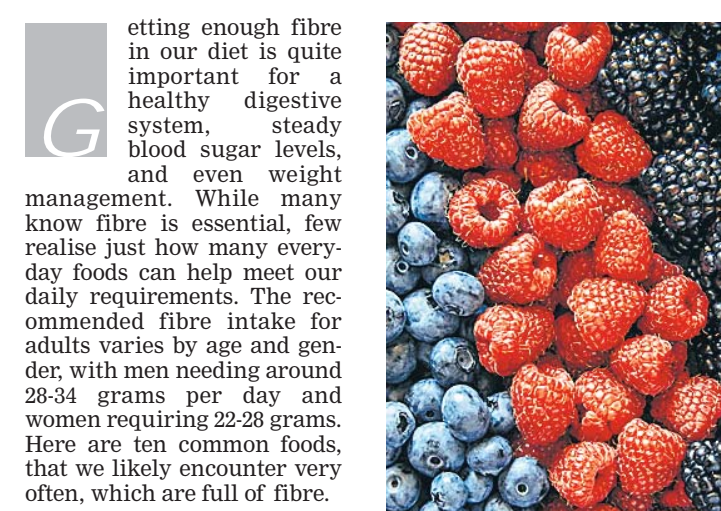 Getting enough fibre
in our diet is quite
important for a
healthy digestive
system, steady
blood sugar levels,
and even weight
management. While many
know fibre is essential, few
realise just how many every-
day foods can help meet our
daily requirements. The rec-
ommended fibre intake for
adults varies by age and gen-
der, with men needing around
28-34 grams per day and
women requiring 22-28 grams.
Here are ten common foods,
that we likely encounter very
often, which are full of fibre.